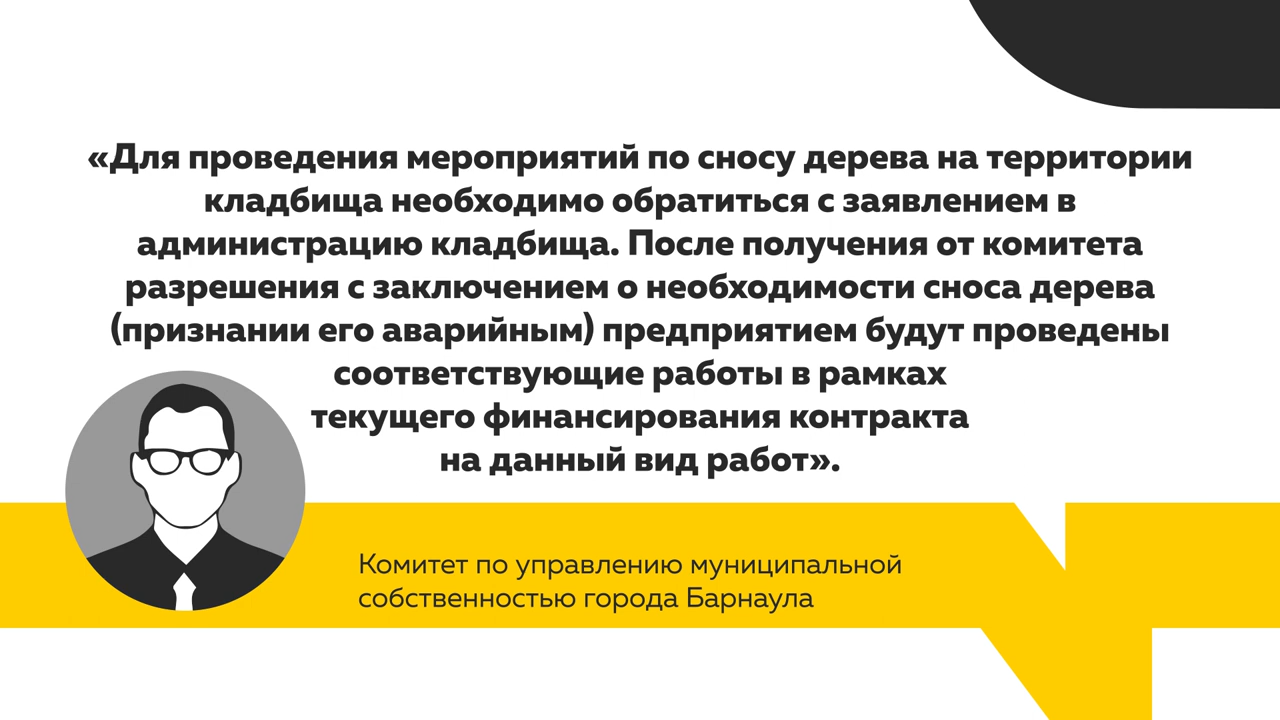 «Для проведения мероприятий по сносу дерева на территории
кладбища необходимо обратиться с заявлением в
администрацию кладбища. После получения от комитета
разрешения с заключением о необходимости сноса дерева
(признании его аварийным) предприятием будут проведены
соответствующие работы в рамках
текущего финансирования контракта
на данный вид работ».
Комитет по управлению муниципальной
собственностью города Барнаула